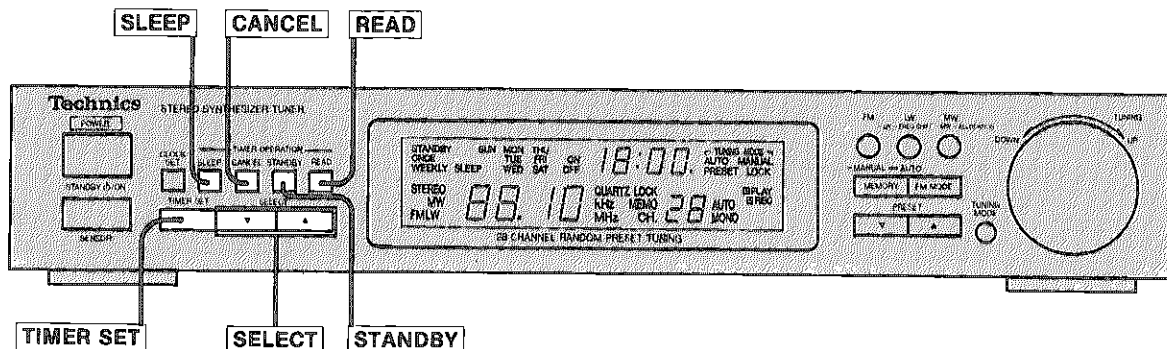 SLEEP CANCEL READ
Technics
STEREO SYNTHESIZER TUNER
POWER
STANDBY ⏻/ON
SENSOR
TIMER OPERATION
CLOCK SET SLEEP CANCEL STANDBY READ
TIMER SET SELECT
▼ ▲
STANDBY SUN MON THU
ONCE TUE FRI ON
WEEKLY SLEEP WED SAT OFF
18:00.
TUNING MODE
AUTO MANUAL
PRESET LOCK
STEREO
MW
FM LW
88.10
QUARTZ LOCK
kHz MEMO
MHz CH.
28
AUTO
MONO
PLAY
REC
28 CHANNEL RANDOM PRESET TUNING
FM LW MW
MANUAL AUTO
MEMORY FM MODE
PRESET
▼ ▲
TUNING MODE
TUNING
DOWN UP
TIMER SET SELECT STANDBY